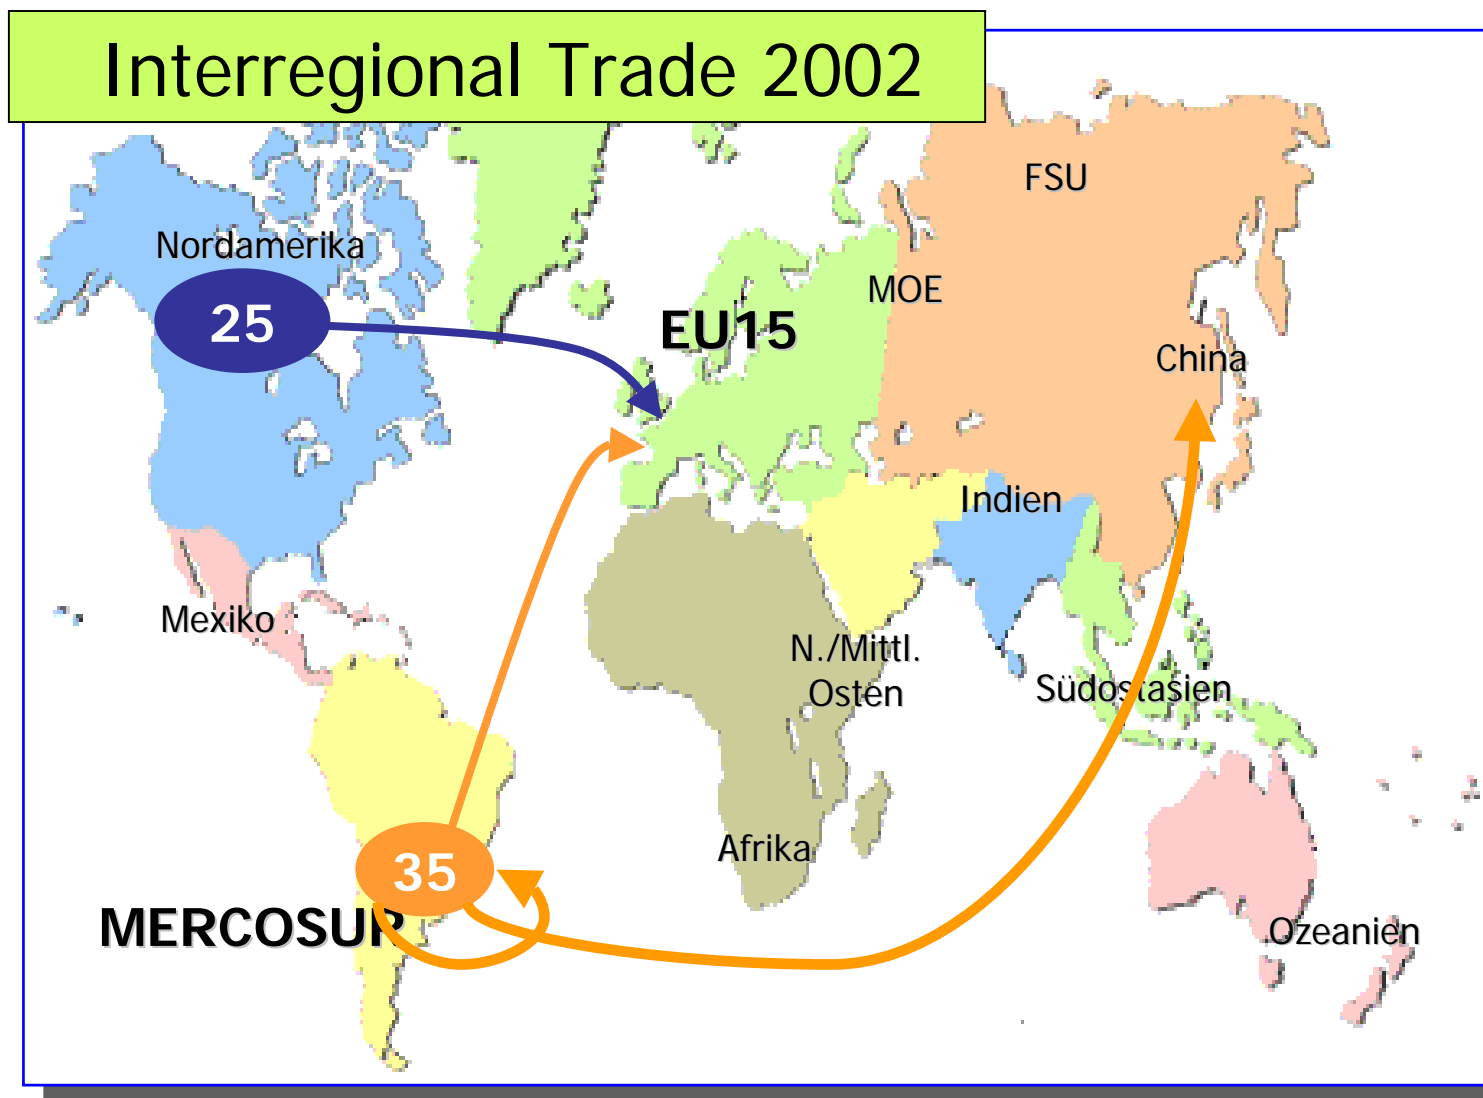 Interregional Trade 2002
FSU
Nordamerika
MOE
25
EU15
China
Indien
Mexiko
N./Mittl.
Osten
Südostasien
Afrika
35
MERCOSUR
Ozeanien